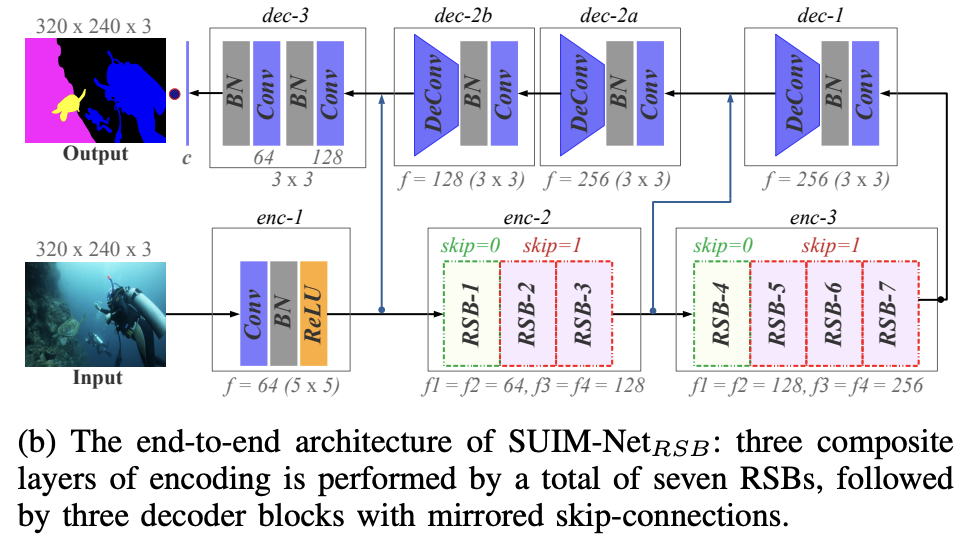 320 x 240 x 3
dec-3
dec-2b
dec-2a
dec-1
BN
Conv
BN
Conv
DeConv
BN
Conv
DeConv
BN
Conv
DeConv
BN
Conv
Output
c
64
128
3 x 3
f = 128 (3 x 3)
f = 256 (3 x 3)
f = 256 (3 x 3)
320 x 240 x 3
enc-1
enc-2
enc-3
skip=0
skip=1
skip=0
skip=1
Conv
BN
ReLU
RSB-1
RSB-2
RSB-3
RSB-4
RSB-5
RSB-6
RSB-7
Input
f = 64 (5 x 5)
f1 = f2 = 64, f3 = f4 = 128
f1 = f2 = 128, f3 = f4 = 256
(b) The end-to-end architecture of SUIM-Net_RSB: three composite
layers of encoding is performed by a total of seven RSBs, followed
by three decoder blocks with mirrored skip-connections.